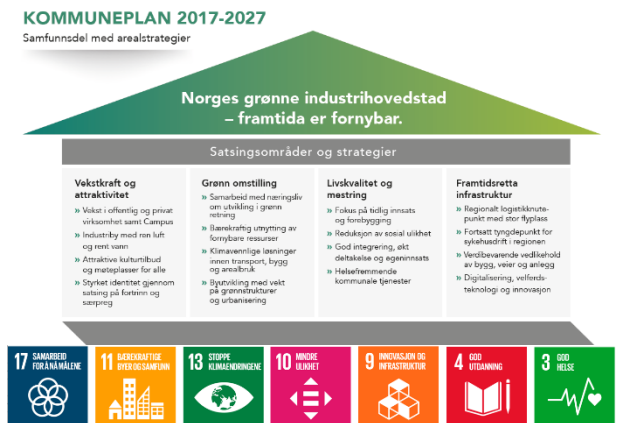 KOMMUNEPLAN 2017-2027
Samfunnsdel med arealstrategier
Norges grønne industrihovedstad
– framtida er fornybar.
Satsingsområder og strategier
Vekstkraft og
attraktivitet
» Vekst i offentlig og privat
virksomhet samt Campus
» Industriby med ren luft
og rent vann
» Attraktive kulturtilbud
og møteplasser for alle
» Styrket identitet gjennom
satsing på fortrinn og
særpreg
Grønn omstilling
» Samarbeid med næringsliv
om utvikling i grønn
retning
» Bærekraftig utnytting av
fornybare ressurser
» Klimavennlige løsninger
innen transport, bygg
og arealbruk
» Byutvikling med vekt
på grønnstrukturer
og urbanisering
Livskvalitet og
mestring
» Fokus på tidlig innsats
og forebygging
» Reduksjon av sosial ulikhet
» God integrering, økt
deltakelse og egeninnsats
» Helsefremmende
kommunale tjenester
Framtidsretta
infrastruktur
» Regionalt logistikknute-
punkt med stor flyplass
» Fortsatt tyngdepunkt for
sykehusdrift i regionen
» Verdibevarende vedlikehold
av bygg, veier og anlegg
» Digitalisering, velferds-
teknologi og innovasjon
17 SAMARBEID
FOR Å NÅ MÅLENE
11 BÆREKRAFTIGE
BYER OG SAMFUNN
13 STOPPE
KLIMAENDRINGENE
10 MINDRE
ULIKHET
9 INNOVASJON OG
INFRASTRUKTUR
4 GOD
UTDANNING
3 GOD
HELSE